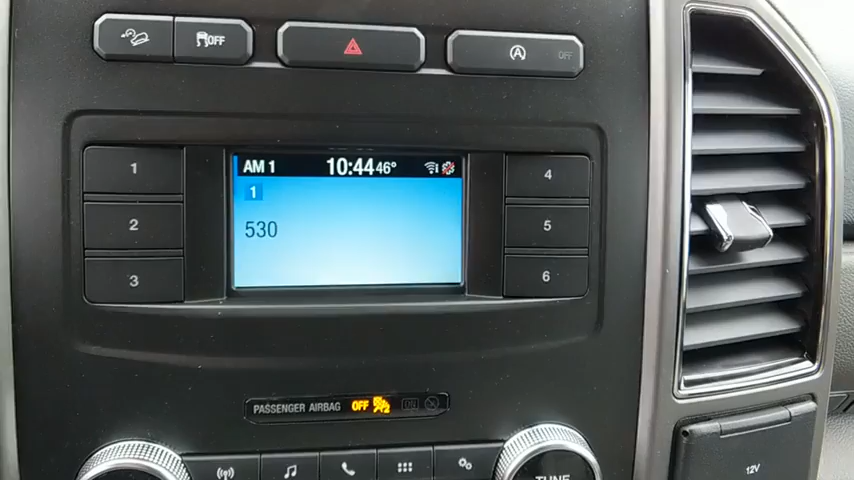 OFF
A OFF
AM 1 10:44 46°
1
530
1
2
3
4
5
6
PASSENGER AIRBAG OFF ON
TUNE
12V